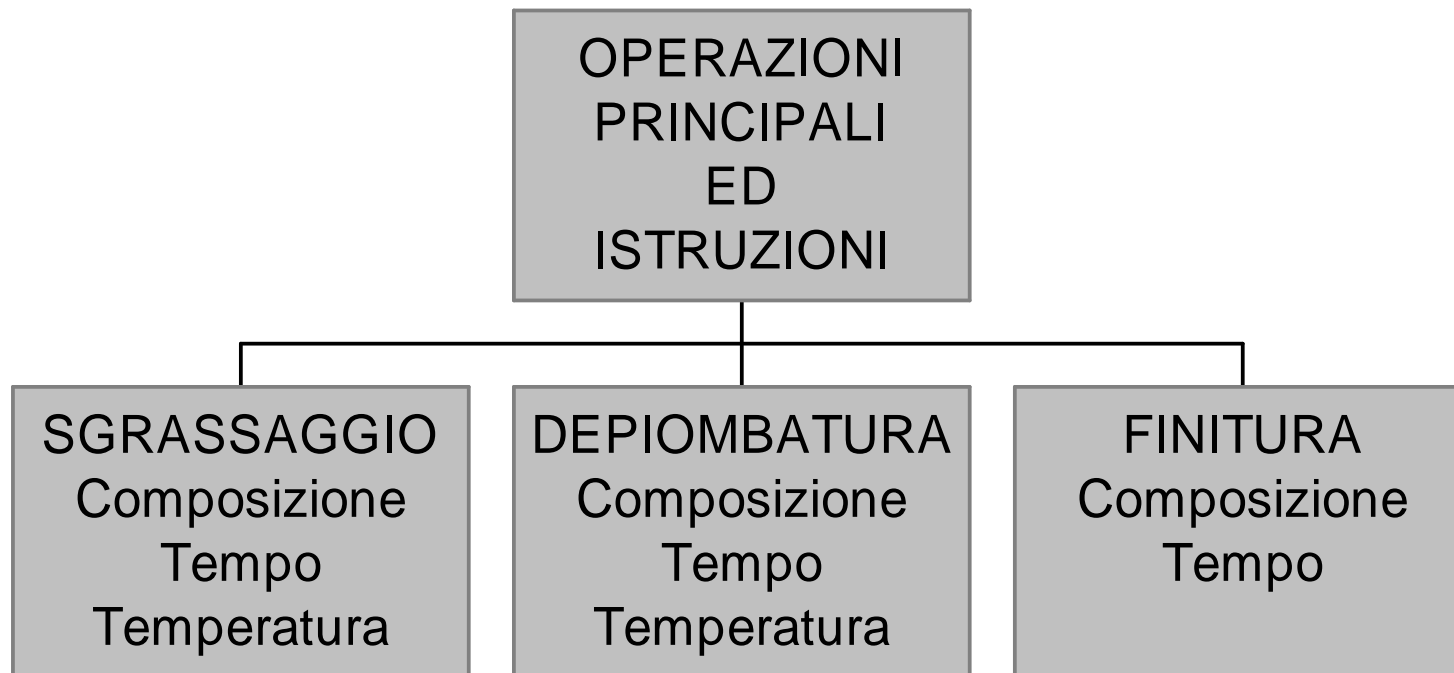 OPERAZIONI
PRINCIPALI
ED
ISTRUZIONI
SGRASSAGGIO
Composizione
Tempo
Temperatura
DEPIOMBATURA
Composizione
Tempo
Temperatura
FINITURA
Composizione
Tempo